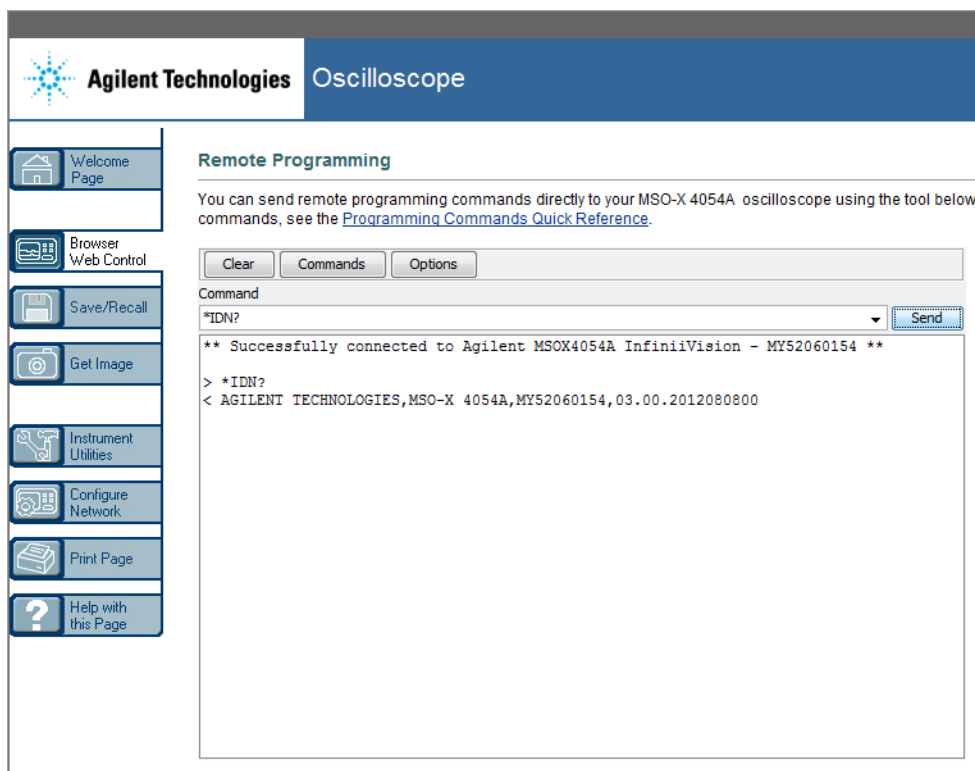 Agilent Technologies
Oscilloscope
Welcome
Page
Browser
Web Control
Save/Recall
Get Image
Instrument
Utilities
Configure
Network
Print Page
Help with
this Page
Remote Programming
You can send remote programming commands directly to your MSO-X 4054A oscilloscope using the tool below
commands, see the Programming Commands Quick Reference.
Clear
Commands
Options
Command
*IDN?
Send
** Successfully connected to Agilent MSOX4054A InfiniiVision - MY52060154 **
> *IDN?
< AGILENT TECHNOLOGIES,MSO-X 4054A,MY52060154,03.00.2012080800